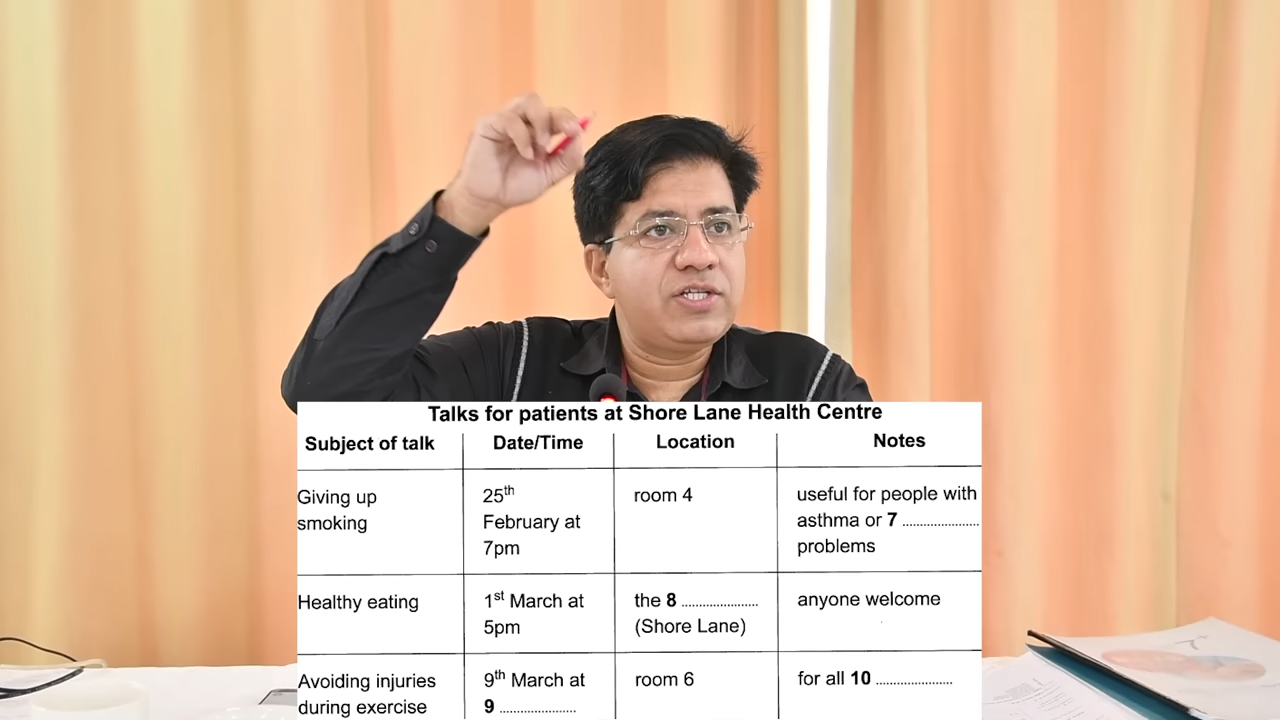 Talks for patients at Shore Lane Health Centre
Subject of talk Date/Time Location Notes
Giving up smoking
25th February at 7pm
room 4
useful for people with asthma or 7 ........................ problems
Healthy eating
1st March at 5pm
the 8 ........................ (Shore Lane)
anyone welcome
Avoiding injuries during exercise
9th March at 9 ........................
room 6
for all 10 ........................